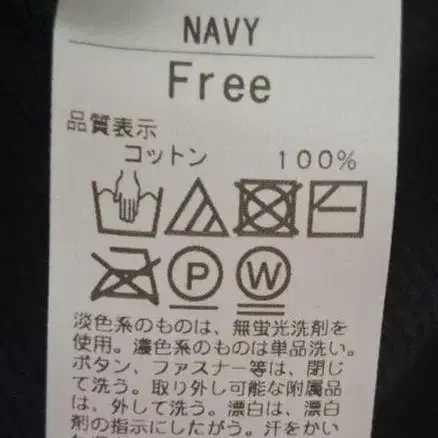 NAVY
Free
品質表示
コットン 100%
P W
淡色系のものは、無蛍光洗剤を
使用。濃色系のものは単品洗い。
ボタン、ファスナー等は、閉じ
て洗う。取り外し可能な附属品
は、外して洗う。漂白は、漂白
剤の指示にしたがう。汗をかい